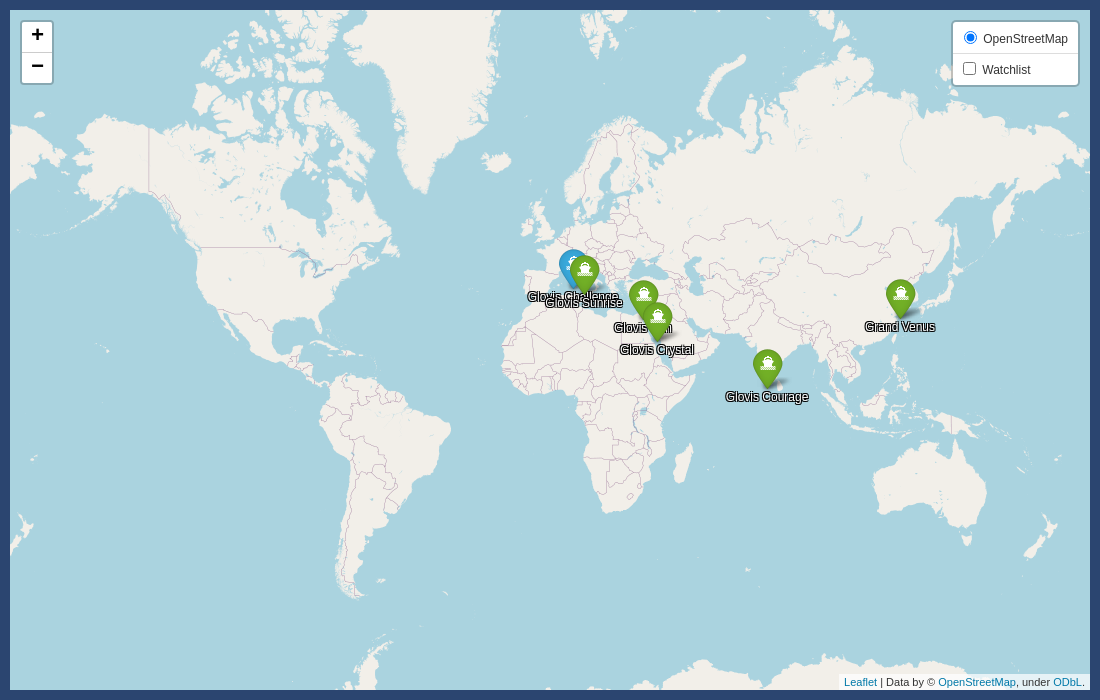 +
−
OpenStreetMap
Watchlist
Glovis Challenge
Glovis Sunrise
Glovis
Glovis Crystal
Grand Venus
Glovis Courage
Leaflet | Data by © OpenStreetMap, under ODbL.